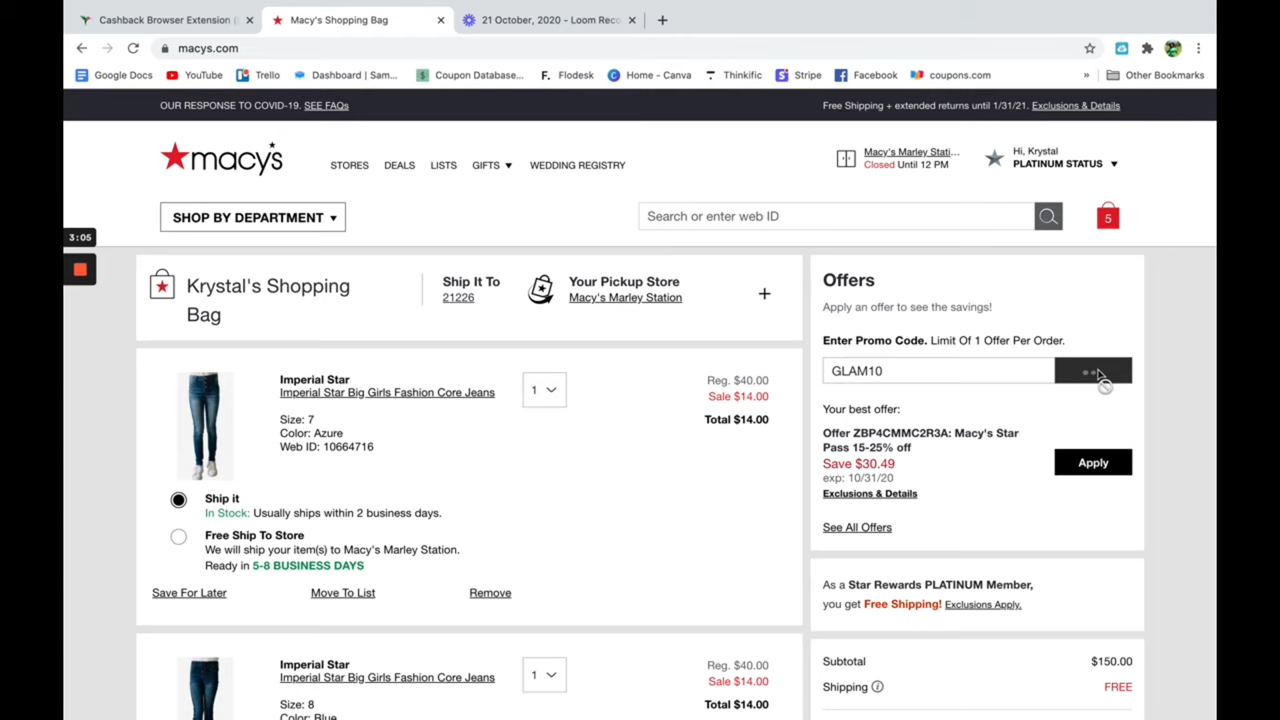 Cashback Browser Extension (
Macy's Shopping Bag
21 October, 2020 - Loom Reco
macys.com
Google Docs
YouTube
Trello
Dashboard | Sam...
Coupon Database...
F. Flodesk
Home - Canva
Thinkific
Stripe
Facebook
coupons.com
»
Other Bookmarks
OUR RESPONSE TO COVID-19. SEE FAQs
Free Shipping + extended returns until 1/31/21. Exclusions & Details
macy's
STORES
DEALS
LISTS
GIFTS
WEDDING REGISTRY
Macy's Marley Stati...
Closed Until 12 PM
Hi, Krystal
PLATINUM STATUS
SHOP BY DEPARTMENT
Search or enter web ID
5
3:05
Krystal's Shopping
Bag
Ship It To
21226
Your Pickup Store
Macy's Marley Station
+
Imperial Star
Imperial Star Big Girls Fashion Core Jeans
Size: 7
Color: Azure
Web ID: 10664716
1
Reg. $40.00
Sale $14.00
Total $14.00
Ship it
In Stock: Usually ships within 2 business days.
Free Ship To Store
We will ship your item(s) to Macy's Marley Station.
Ready in 5-8 BUSINESS DAYS
Save For Later
Move To List
Remove
Imperial Star
Imperial Star Big Girls Fashion Core Jeans
Size: 8
Color: Blue
1
Reg. $40.00
Sale $14.00
Total $14.00
Offers
Apply an offer to see the savings!
Enter Promo Code. Limit Of 1 Offer Per Order.
GLAM10
Your best offer:
Offer ZBP4CMMC2R3A: Macy's Star
Pass 15-25% off
Save $30.49
exp: 10/31/20
Exclusions & Details
Apply
See All Offers
As a Star Rewards PLATINUM Member,
you get Free Shipping! Exclusions Apply.
Subtotal
$150.00
Shipping
FREE